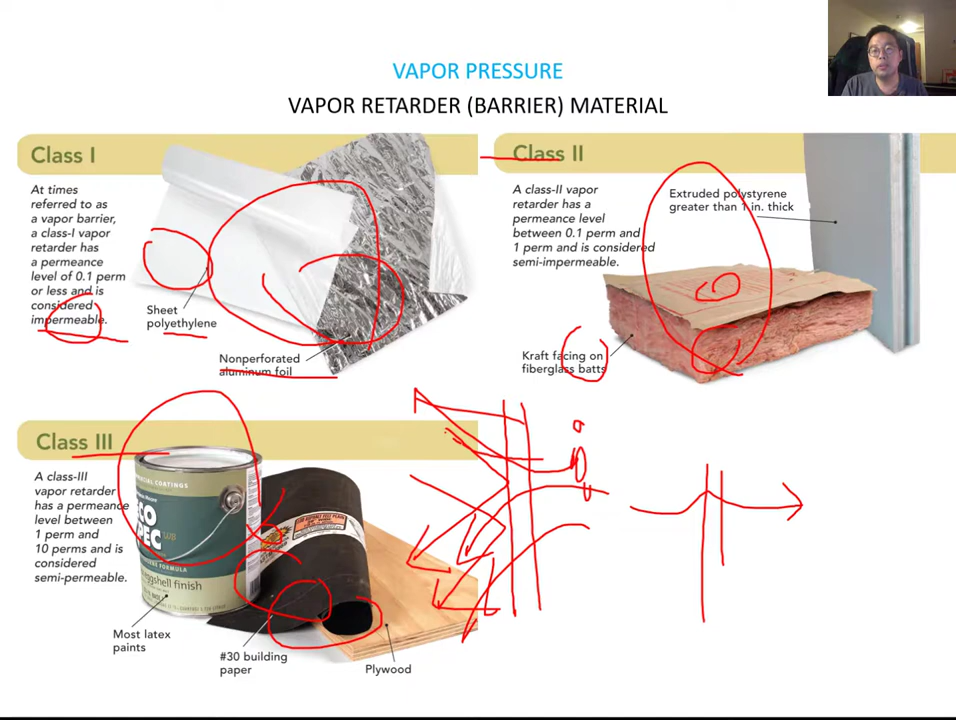 VAPOR PRESSURE
VAPOR RETARDER (BARRIER) MATERIAL
Class I
At times
referred to as
a vapor barrier,
a class-I vapor
retarder has
a permeance
level of 0.1 perm
or less and is
considered
impermeable.
Sheet
polyethylene
Nonperforated
aluminum foil
Class II
A class-II vapor
retarder has a
permeance level
between 0.1 perm and
1 perm and is considered
semi-impermeable.
Extruded polystyrene
greater than 1 in. thick
Kraft facing on
fiberglass batts
Class III
A class-III
vapor retarder
has a permeance
level between
1 perm and
10 perms and is
considered
semi-permeable.
ECO
SPEC
eggshell finish
Most latex
paints
#30 building
paper
Plywood